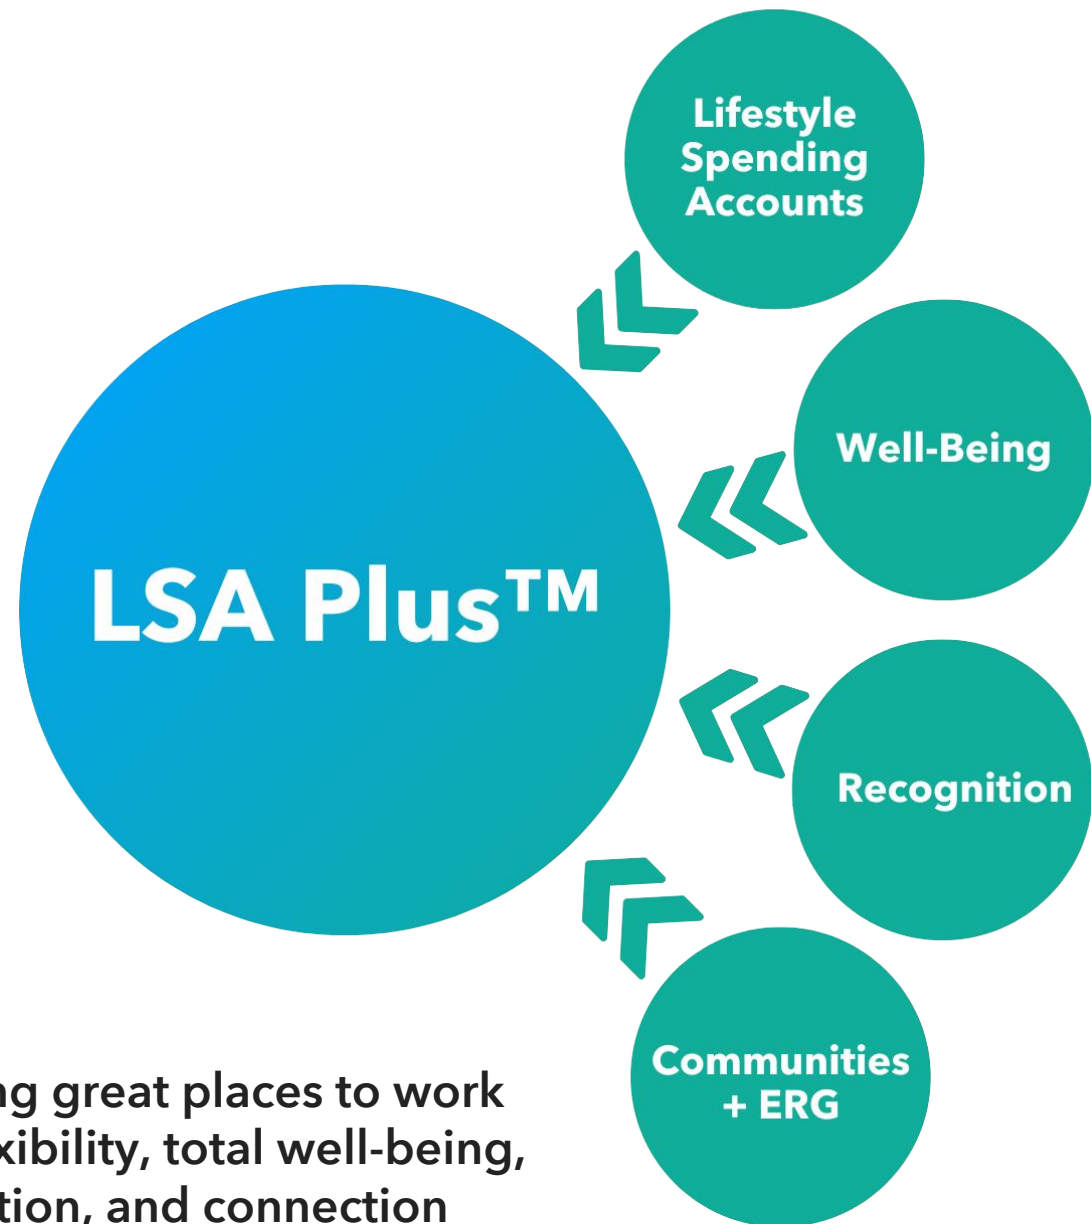 Lifestyle
Spending
Accounts
Well-Being
LSA Plus™
Recognition
Communities
+ ERG
great places to work
total well-being,
and connection